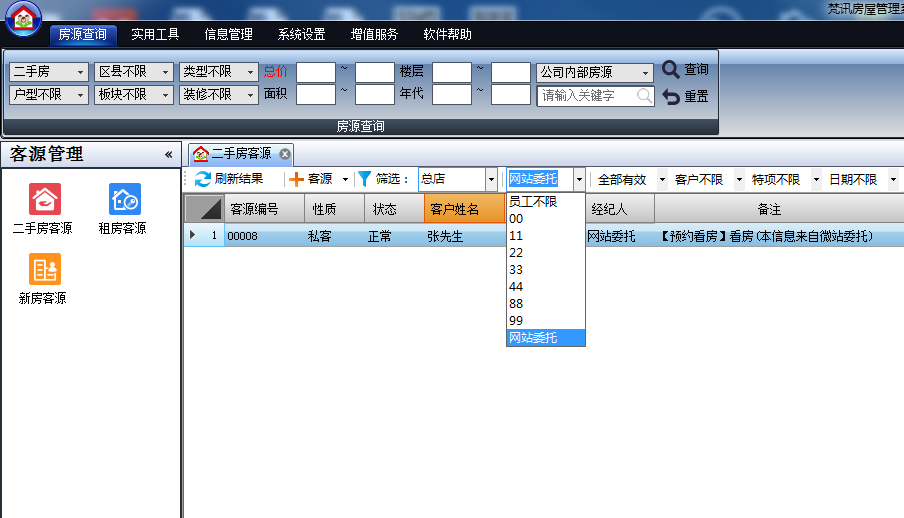 梵讯房屋管理系
房源查询 实用工具 信息管理 系统设置 增值服务 软件帮助
二手房 区县不限 类型不限 总价 ~ 楼层 ~ 公司内部房源 查询
户型不限 板块不限 装修不限 面积 ~ 年代 ~ 请输入关键字 重置
房源查询
客源管理 «
二手房客源
租房客源
新房客源
二手房客源
刷新结果 客源 筛选： 总店 网站委托 全部有效 客户不限 特项不限 日期不限
客源编号 性质 状态 客户姓名 经纪人 备注
1 00008 私客 正常 张先生 网站委托 【预约看房】看房(本信息来自微站委托)
员工不限
00
11
22
33
44
88
99
网站委托